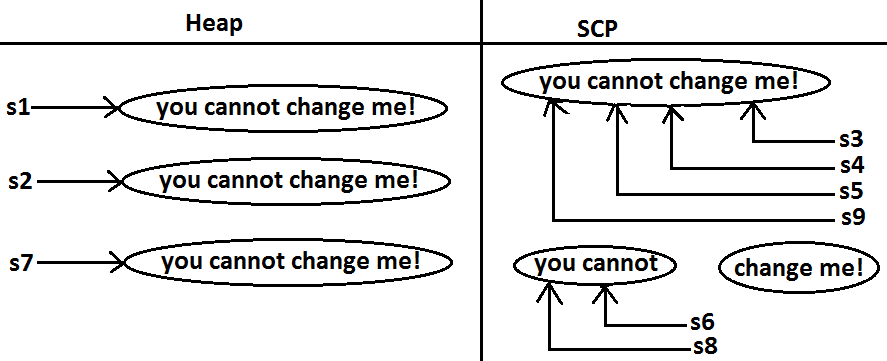 Heap
SCP
s1
you cannot change me!
s2
you cannot change me!
s7
you cannot change me!
you cannot change me!
s3
s4
s5
s9
you cannot
change me!
s6
s8